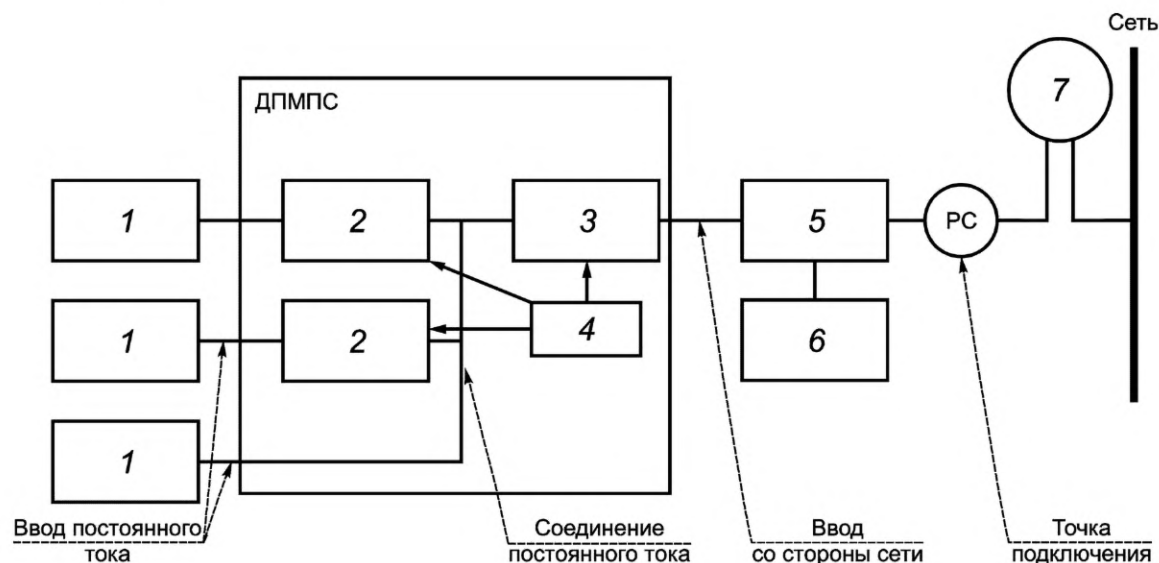 Сеть
7
ДПМПС
1
2
3
5
РС
1
2
4
6
1
Ввод постоянного
тока
Соединение
постоянного тока
Ввод
со стороны сети
Точка
подключения